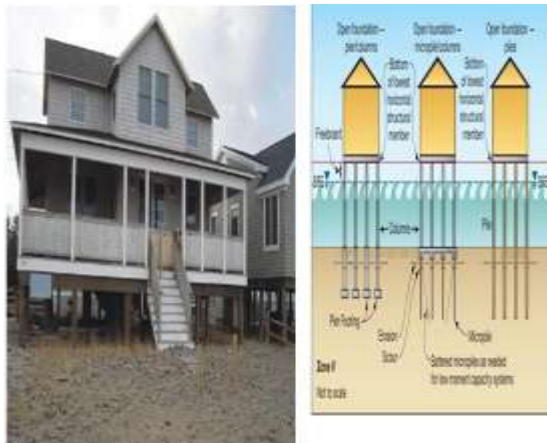 Open foundation —
pier/columns
Open foundation —
micropile/columns
Open foundation —
piles
Bottom
of lowest
horizontal
structural
member
Bottom
of lowest
horizontal
structural
member
Freeboard
BFE
BFE
Columns
Pile
Pier Footing
Erosion
Scour
Micropile
Battered micropiles as needed
for low moment capacity systems
Zone V
Not to scale